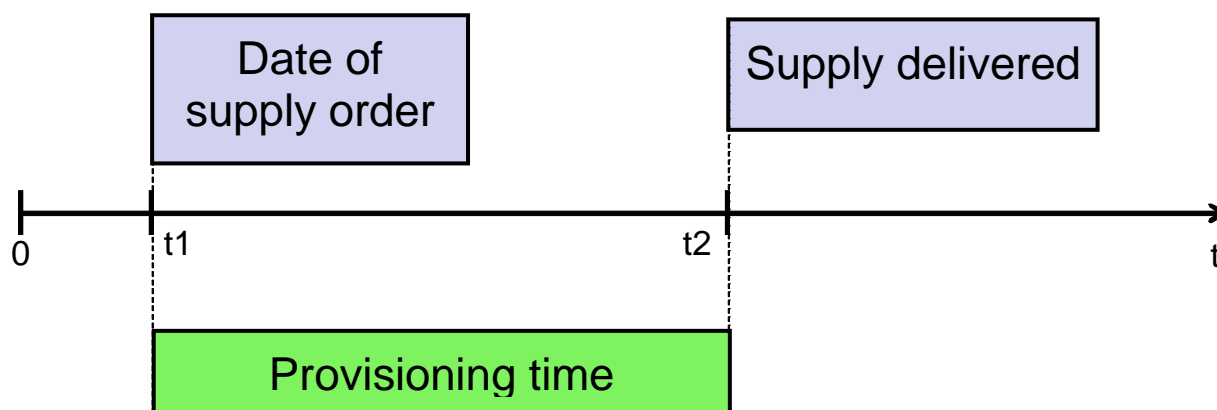 Date of
supply order
Supply delivered
0
t1
t2
t
Provisioning time